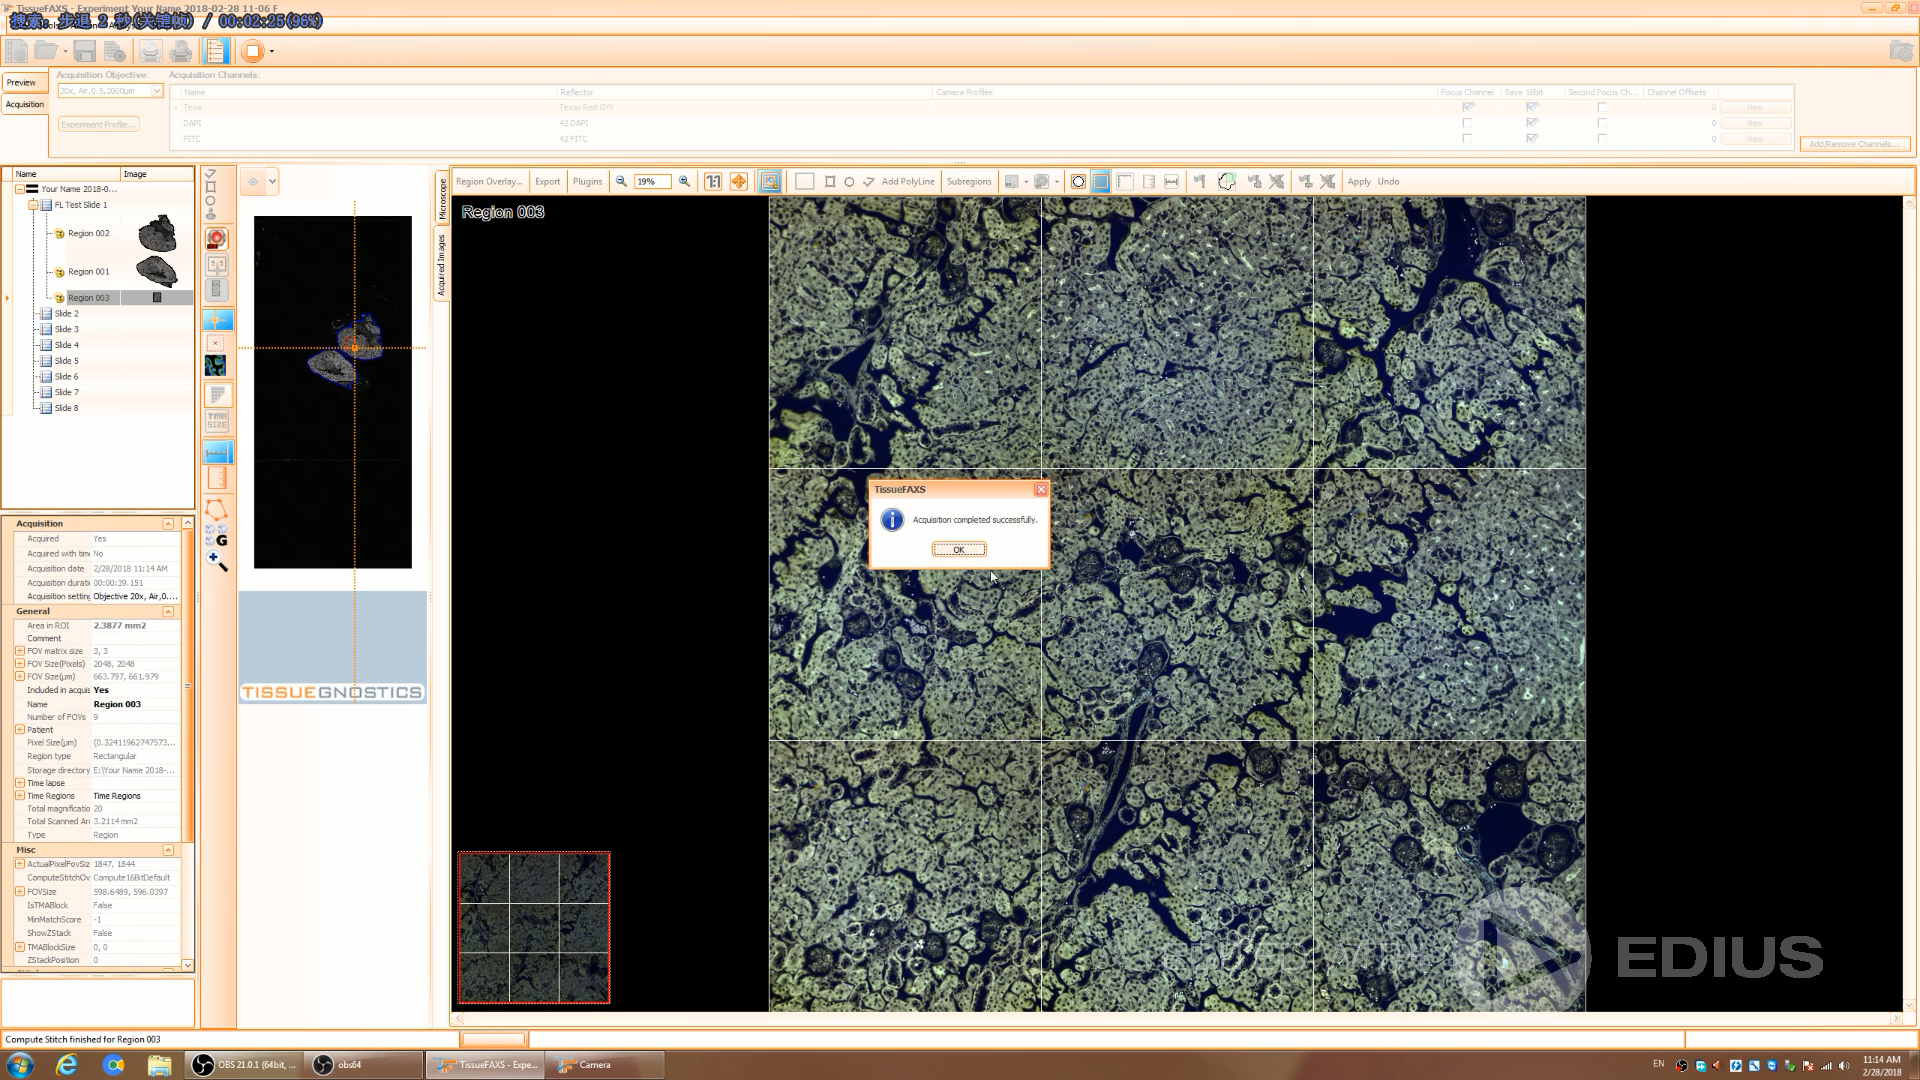 TissueFAXS - Experiment Your Name 2018-02-28 11-06 F
搜索: 步退 2 秒(关键帧) / 00:02:25(96%)
Preview
Acquisition
Acquisition Objective:
20x, Air,0.5,2000µm
Experiment Profile...
Acquisition Channels:
Name Reflector Camera Profiles Focus Channel Save 16bit Second Focus Ch... Channel Offsets
Texa Texas Red GYX 0 View
DAPI 42 DAPI 0 View
FITC 42 FITC 0 View
Add/Remove Channels...
Name Image
Your Name 2018-0...
FL Test Slide 1
Region 002
Region 001
Region 003
Slide 2
Slide 3
Slide 4
Slide 5
Slide 6
Slide 7
Slide 8
TMA SIZE
G
Microscope
Acquired Images
Region Overlay... Export Plugins 19% 1:1 Add PolyLine Subregions Apply Undo
Region 003
TissueFAXS
Acquisition completed successfully.
OK
TISSUEGNOSTICS
Acquisition
Acquired Yes
Acquired with tim No
Acquisition date 2/28/2018 11:14 AM
Acquisition durati 00:00:39.151
Acquisition setting Objective 20x, Air,0....
General
Area in ROI 2.3877 mm2
Comment
FOV matrix size 3, 3
FOV Size(Pixels) 2048, 2048
FOV Size(µm) 663.797, 661.979
Included in acquis Yes
Name Region 003
Number of FOVs 9
Patient
Pixel Size(µm) (0.32411962747573...
Region type Rectangular
Storage directory E:\Your Name 2018-...
Time lapse
Time Regions Time Regions
Total magnificatio 20
Total Scanned Are 3.2114 mm2
Type Region
Misc
ActualPixelFovSiz 1847, 1844
ComputeStitchOv Compute16BitDefault
FOVSize 598.6489, 596.0397
IsTMABlock False
MinMatchScore -1
ShowZStack False
TMABlockSize 0, 0
ZStackPosition 0
EDIUS
Compute Stitch finished for Region 003
OBS 21.0.1 (64bit, ... obs64 TissueFAXS - Expe... Camera
EN 11:14 AM
2/28/2018